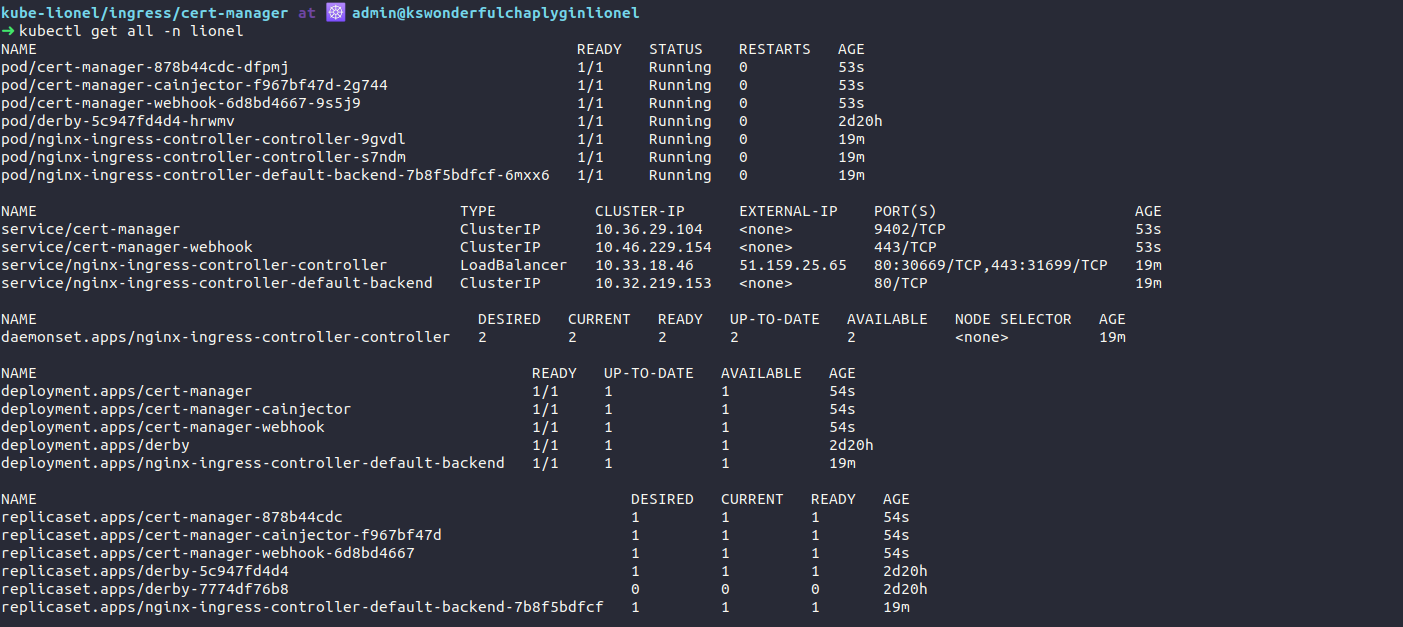 kube-lionel/ingress/cert-manager at admin@kswonderfulchaplyginlionel
➜ kubectl get all -n lionel
NAME READY STATUS RESTARTS AGE
pod/cert-manager-878b44cdc-dfpmj 1/1 Running 0 53s
pod/cert-manager-cainjector-f967bf47d-2g744 1/1 Running 0 53s
pod/cert-manager-webhook-6d8bd4667-9s5j9 1/1 Running 0 53s
pod/derby-5c947fd4d4-hrwmv 1/1 Running 0 2d20h
pod/nginx-ingress-controller-controller-9gvdl 1/1 Running 0 19m
pod/nginx-ingress-controller-controller-s7ndm 1/1 Running 0 19m
pod/nginx-ingress-controller-default-backend-7b8f5bdfcf-6mxx6 1/1 Running 0 19m
NAME TYPE CLUSTER-IP EXTERNAL-IP PORT(S) AGE
service/cert-manager ClusterIP 10.36.29.104 <none> 9402/TCP 53s
service/cert-manager-webhook ClusterIP 10.46.229.154 <none> 443/TCP 53s
service/nginx-ingress-controller-controller LoadBalancer 10.33.18.46 51.159.25.65 80:30669/TCP,443:31699/TCP 19m
service/nginx-ingress-controller-default-backend ClusterIP 10.32.219.153 <none> 80/TCP 19m
NAME DESIRED CURRENT READY UP-TO-DATE AVAILABLE NODE SELECTOR AGE
daemonset.apps/nginx-ingress-controller-controller 2 2 2 2 2 <none> 19m
NAME READY UP-TO-DATE AVAILABLE AGE
deployment.apps/cert-manager 1/1 1 1 54s
deployment.apps/cert-manager-cainjector 1/1 1 1 54s
deployment.apps/cert-manager-webhook 1/1 1 1 54s
deployment.apps/derby 1/1 1 1 2d20h
deployment.apps/nginx-ingress-controller-default-backend 1/1 1 1 19m
NAME DESIRED CURRENT READY AGE
replicaset.apps/cert-manager-878b44cdc 1 1 1 54s
replicaset.apps/cert-manager-cainjector-f967bf47d 1 1 1 54s
replicaset.apps/cert-manager-webhook-6d8bd4667 1 1 1 54s
replicaset.apps/derby-5c947fd4d4 1 1 1 2d20h
replicaset.apps/derby-7774df76b8 0 0 0 2d20h
replicaset.apps/nginx-ingress-controller-default-backend-7b8f5bdfcf 1 1 1 19m